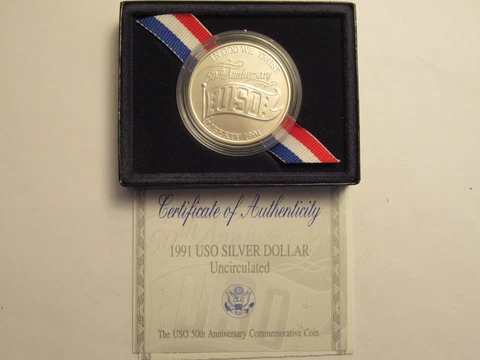 IN GOD WE TRUST
50th Anniversary
USO
LIBERTY 1991
Certificate of Authenticity
1991 USO SILVER DOLLAR
Uncirculated
The USO 50th Anniversary Commemorative Coin